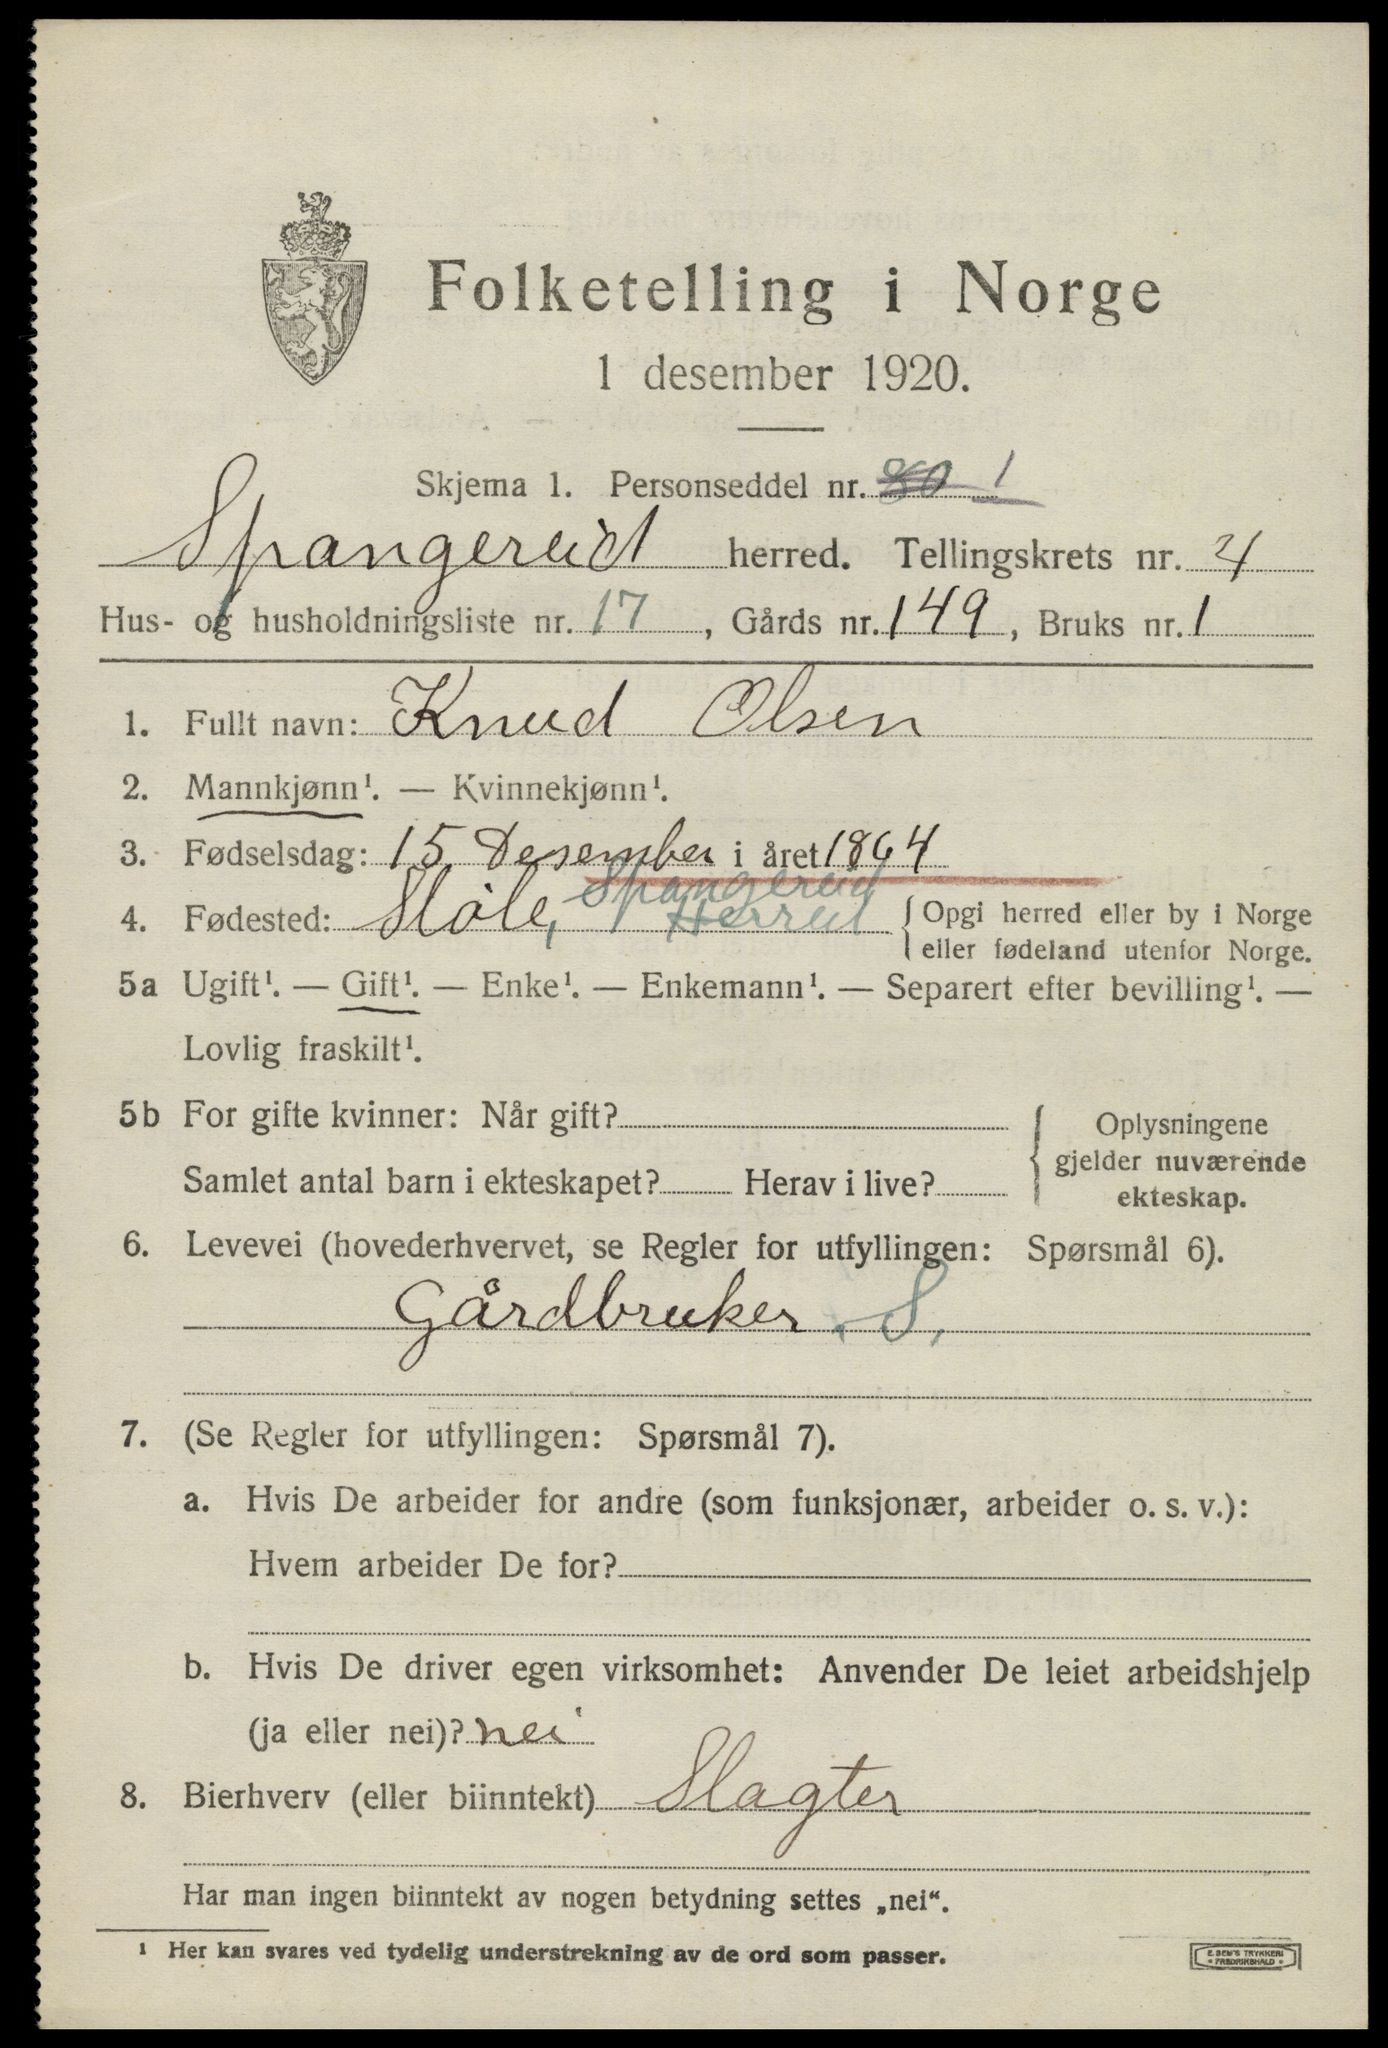 Folketelling i Norge
1 desember 1920.
Skjema 1. Personseddel nr. 80 1
Spangereid herred. Tellingskrets nr. 4
Hus- og husholdningsliste nr. 17, Gårds nr. 149, Bruks nr. 1
1. Fullt navn: Knud Olsen
2. Mannkjønn¹. — Kvinnekjønn¹.
3. Fødselsdag: 15 Desember i året 1864
4. Fødested: Støle, Spangereid Herred { Opgi herred eller by i Norge
eller fødeland utenfor Norge.
5a Ugift¹. — Gift¹. — Enke¹. — Enkemann¹. — Separert efter bevilling¹. —
Lovlig fraskilt¹.
5b For gifte kvinner: Når gift?
Samlet antal barn i ekteskapet? Herav i live?
{ Oplysningene
gjelder nuværende
ekteskap.
6. Levevei (hovederhvervet, se Regler for utfyllingen: Spørsmål 6).
Gårdbruker. S.
7. (Se Regler for utfyllingen: Spørsmål 7).
a. Hvis De arbeider for andre (som funksjonær, arbeider o. s. v.):
Hvem arbeider De for?
b. Hvis De driver egen virksomhet: Anvender De leiet arbeidshjelp
(ja eller nei)? nei
8. Bierhverv (eller biinntekt) Slagter
Har man ingen biinntekt av nogen betydning settes „nei“.
¹ Her kan svares ved tydelig understrekning av de ord som passer.
E. SEM'S TRYKKERI
• FREDRIKSHALD •